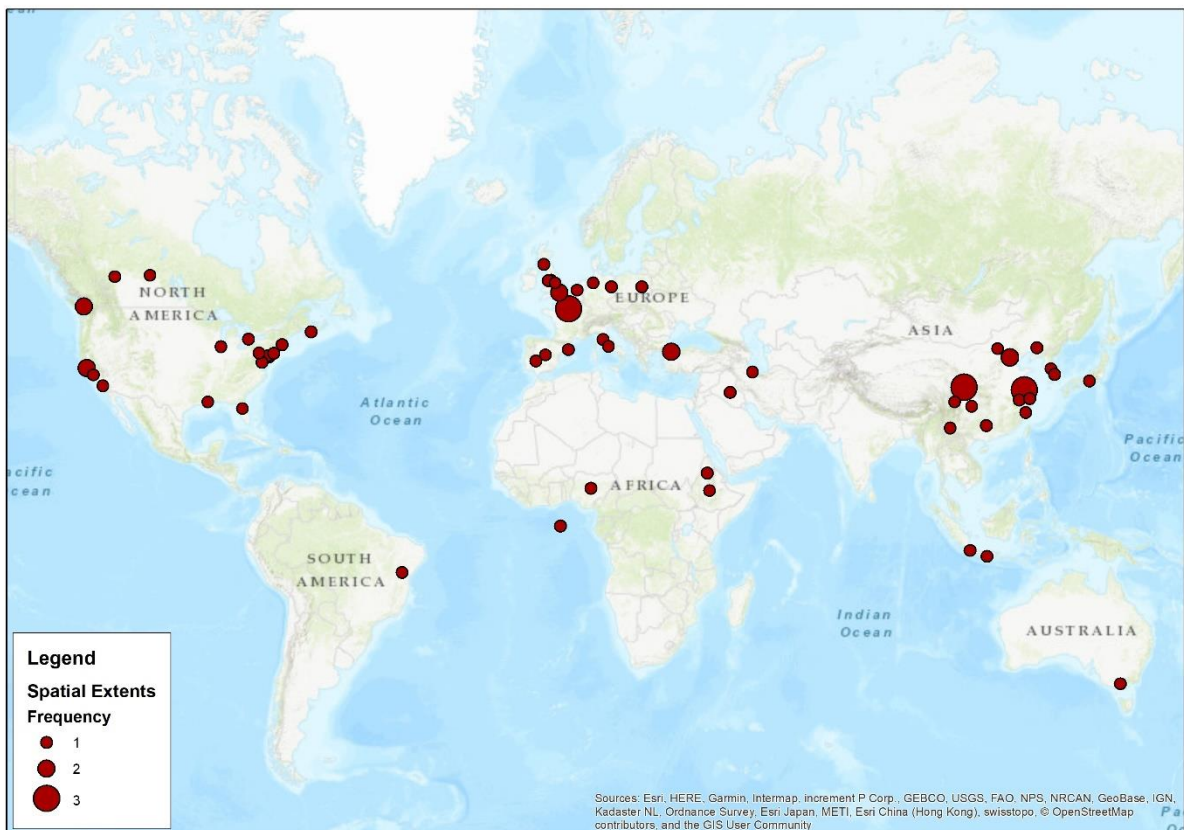 ean
NORTH
AMERICA
EUROPE
ASIA
Atlantic
Ocean
acific
cean
Pacific
Ocean
AFRICA
SOUTH
AMERICA
Indian
Ocean
AUSTRALIA
Legend
Spatial Extents
Frequency
1
2
3
Sources: Esri, HERE, Garmin, Intermap, increment P Corp., GEBCO, USGS, FAO, NPS, NRCAN, GeoBase, IGN,
Kadaster NL, Ordnance Survey, Esri Japan, METI, Esri China (Hong Kong), swisstopo, © OpenStreetMap
contributors, and the GIS User Community